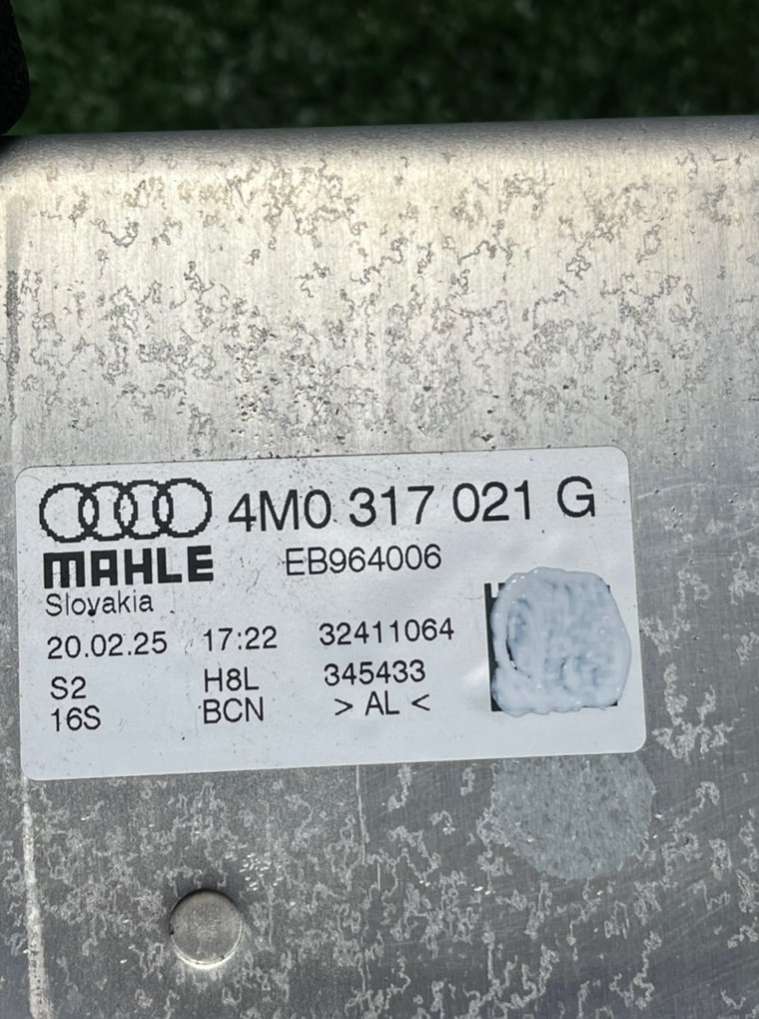 4M0 317 021 G
MAHLE EB964006
Slovakia
20.02.25 17:22 32411064
S2 H8L 345433
16S BCN > AL <